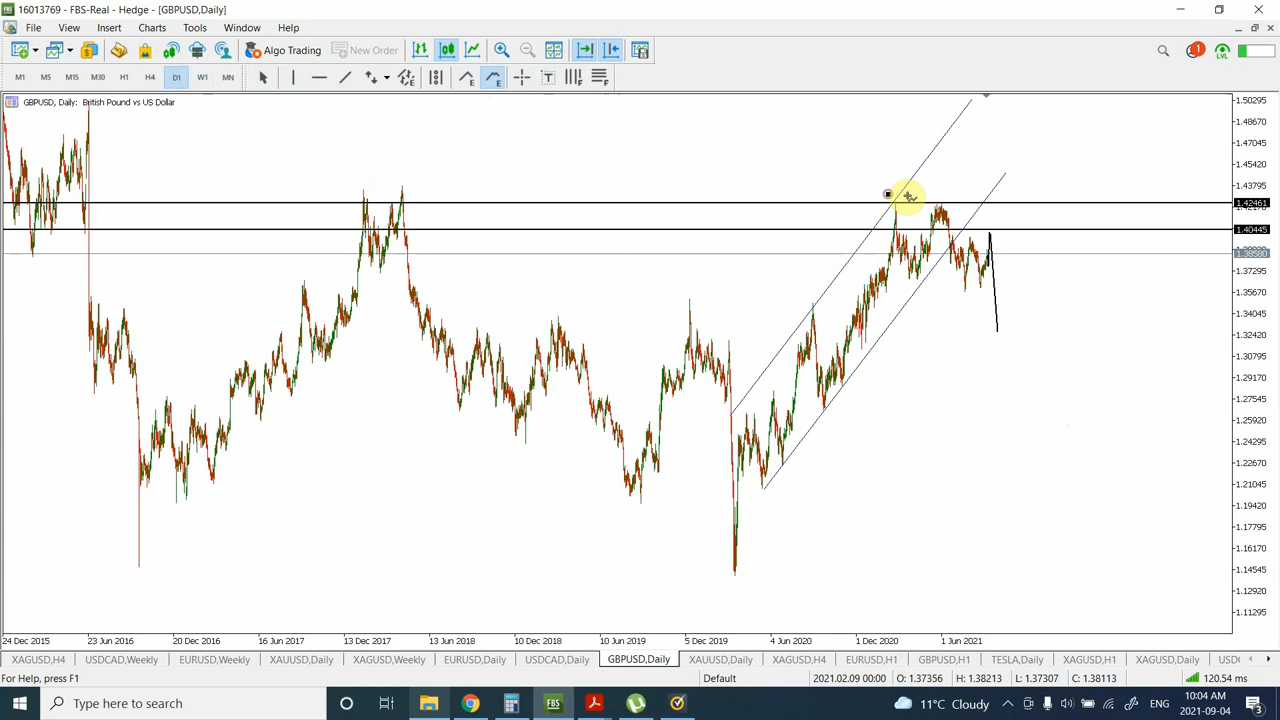 16013769 - FBS-Real - Hedge - [GBPUSD,Daily]
File View Insert Charts Tools Window Help
Algo Trading New Order 1 LVL
M1 M5 M15 M30 H1 H4 D1 W1 MN
GBPUSD, Daily: British Pound vs US Dollar
1.50295
1.48670
1.47045
1.45420
1.43795
1.42461
1.40445
1.38580
1.37295
1.35670
1.34045
1.32420
1.30795
1.29170
1.27545
1.25920
1.24295
1.22670
1.21045
1.19420
1.17795
1.16170
1.14545
1.12920
1.11295
24 Dec 2015 23 Jun 2016 20 Dec 2016 16 Jun 2017 13 Dec 2017 13 Jun 2018 10 Dec 2018 10 Jun 2019 5 Dec 2019 4 Jun 2020 1 Dec 2020 1 Jun 2021
XAGUSD,H4 USDCAD,Weekly EURUSD,Weekly XAUUSD,Daily XAGUSD,Weekly EURUSD,Daily USDCAD,Daily GBPUSD,Daily XAUUSD,Daily XAGUSD,H4 EURUSD,H1 GBPUSD,H1 TESLA,Daily XAGUSD,H1 XAGUSD,Daily
For Help, press F1 Default 2021.02.09 00:00 O: 1.37356 H: 1.38213 L: 1.37307 C: 1.38113 120.54 ms
Type here to search FBS 11°C Cloudy ENG 10:04 AM
2021-09-04 3